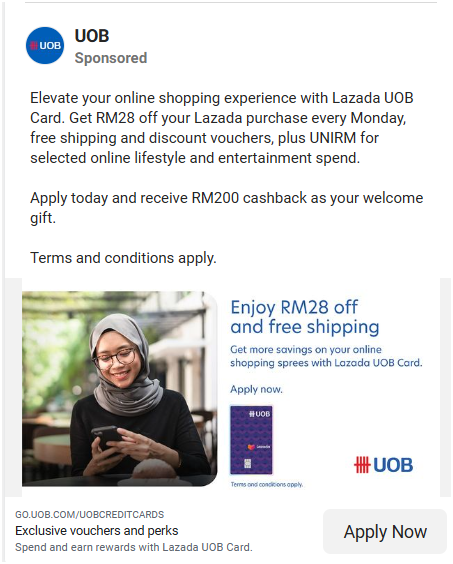 UOB
UOB
Sponsored
Elevate your online shopping experience with Lazada UOB
Card. Get RM28 off your Lazada purchase every Monday,
free shipping and discount vouchers, plus UNIRM for
selected online lifestyle and entertainment spend.
Apply today and receive RM200 cashback as your welcome
gift.
Terms and conditions apply.
Enjoy RM28 off
and free shipping
Get more savings on your online
shopping sprees with Lazada UOB Card.
Apply now.
UOB
Lazada
UOB
Terms and conditions apply.
GO.UOB.COM/UOBCREDITCARDS
Exclusive vouchers and perks
Spend and earn rewards with Lazada UOB Card.
Apply Now